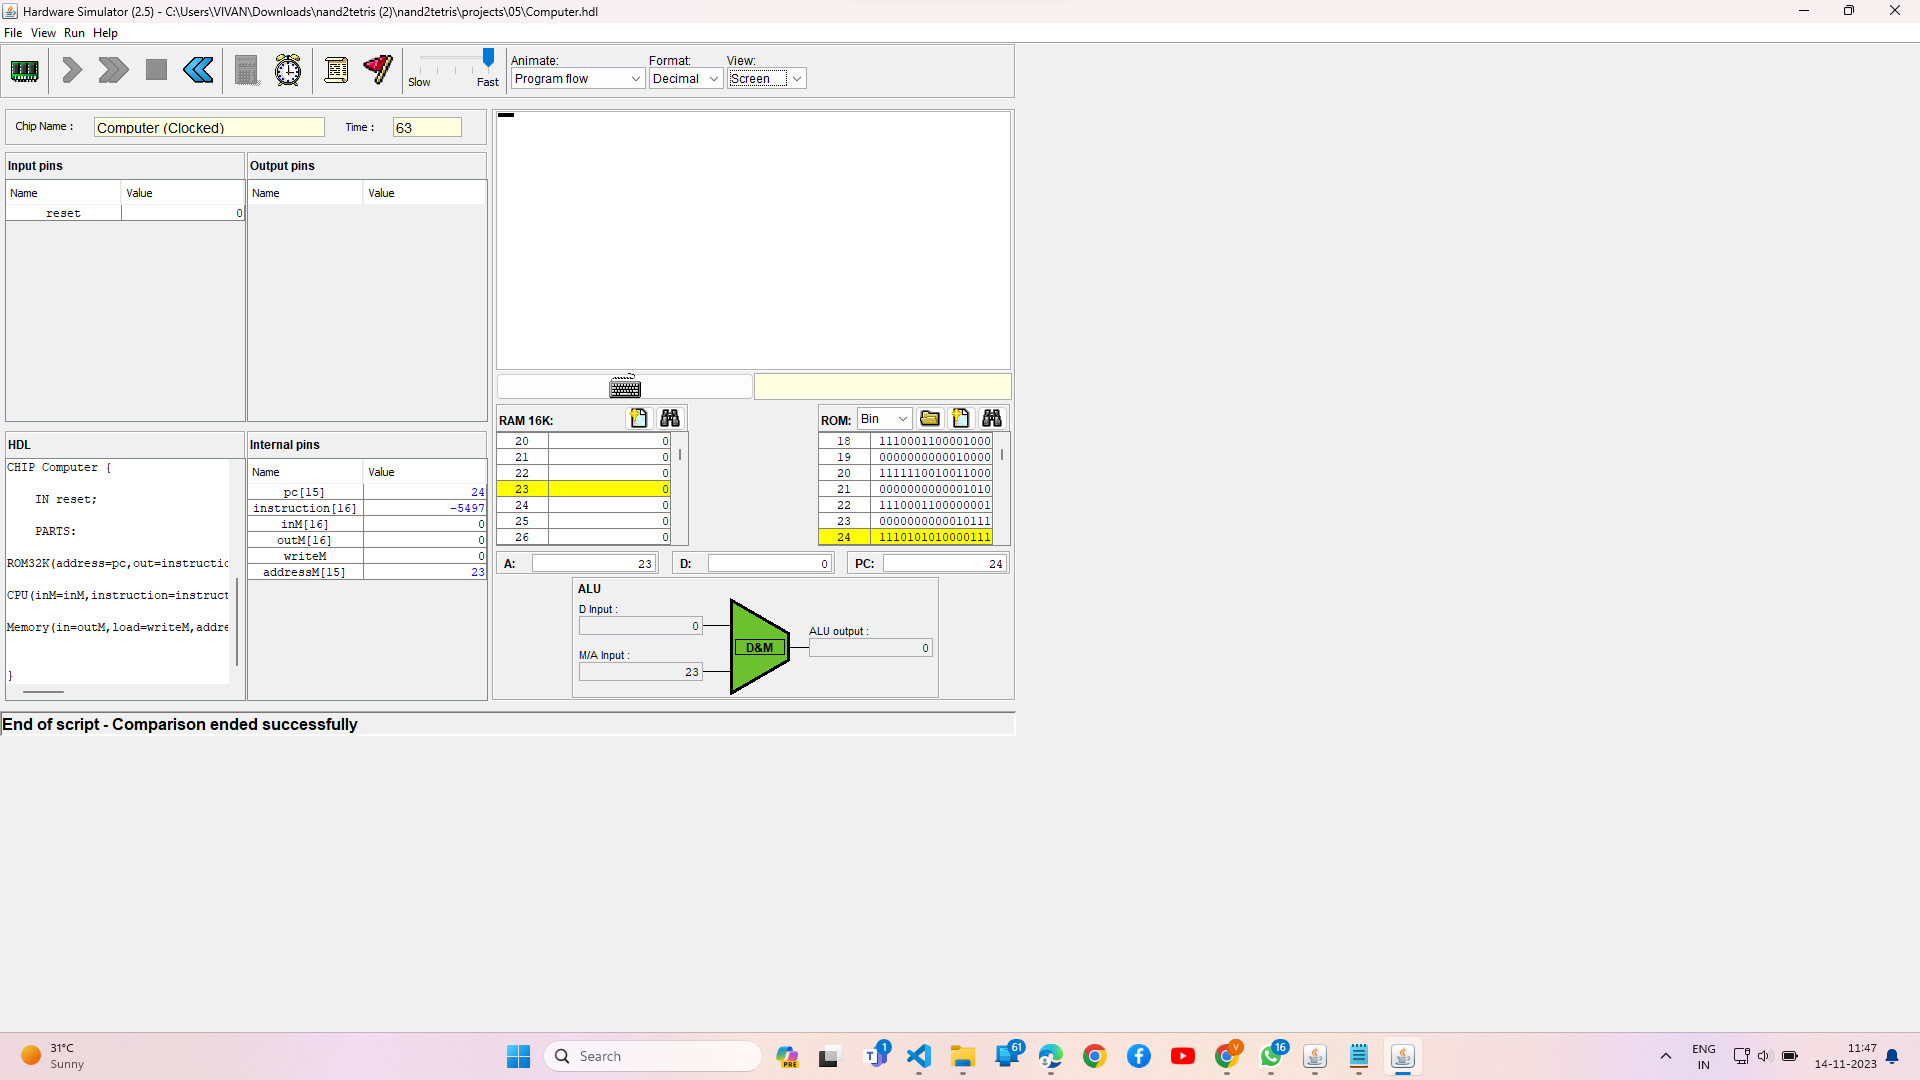 Hardware Simulator (2.5) - C:\Users\VIVAN\Downloads\nand2tetris (2)\nand2tetris\projects\05\Computer.hdl
File View Run Help
Slow Fast
Animate: Format: View:
Program flow Decimal Screen
Chip Name : Computer (Clocked) Time : 63
Input pins
Name Value
reset 0
Output pins
Name Value
HDL
CHIP Computer {
IN reset;
PARTS:
ROM32K(address=pc,out=instructio
CPU(inM=inM,instruction=instruct
Memory(in=outM,load=writeM,addre
}
Internal pins
Name Value
pc[15] 24
instruction[16] -5497
inM[16] 0
outM[16] 0
writeM 0
addressM[15] 23
RAM 16K:
20 0
21 0
22 0
23 0
24 0
25 0
26 0
ROM: Bin
18 1110001100001000
19 0000000000010000
20 1111110010011000
21 0000000000001010
22 1110001100000001
23 0000000000010111
24 1110101010000111
A: 23 D: 0 PC: 24
ALU
D Input :
0
M/A Input :
23
D&M
ALU output :
0
End of script - Comparison ended successfully
31°C
Sunny
Search
PRE
1
61
V
16
ENG
IN
11:47
14-11-2023